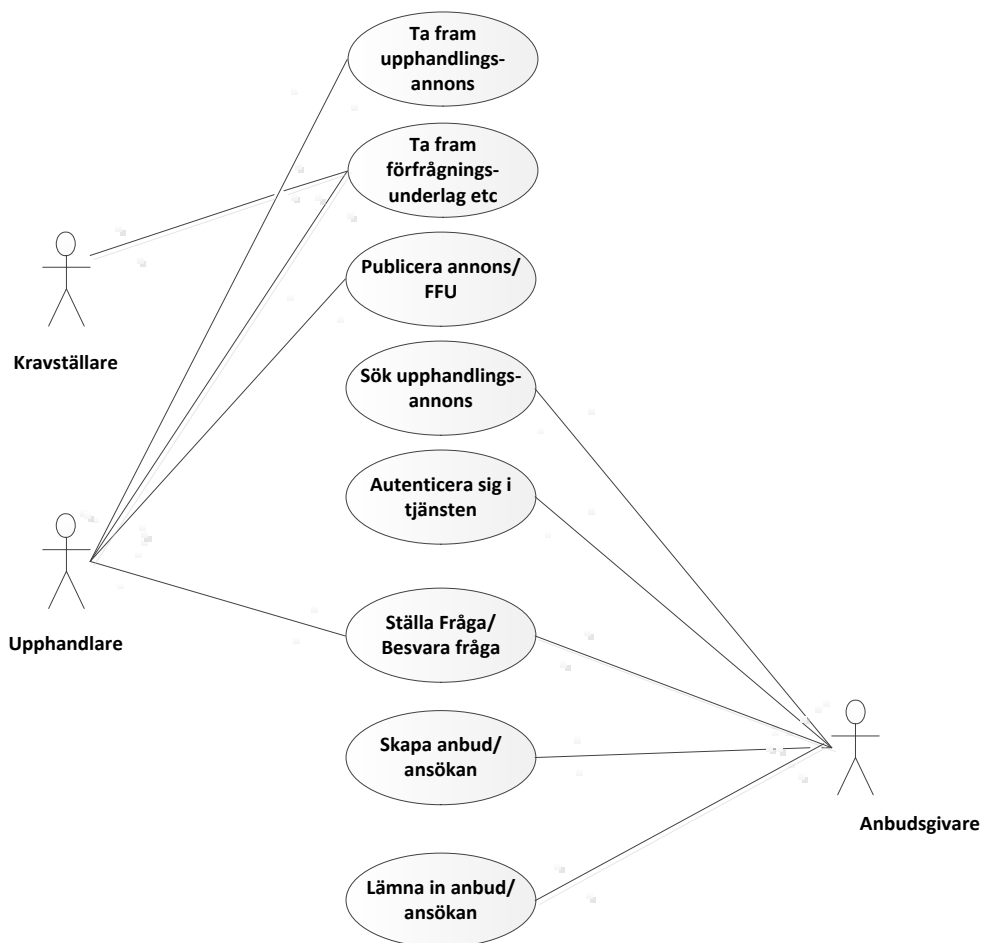 Ta fram
upphandlings-
annons
Ta fram
förfrågnings-
underlag etc
Publicera annons/
FFU
Kravställare
Sök upphandlings-
annons
Autenticera sig i
tjänsten
Ställa Fråga/
Besvara fråga
Upphandlare
Skapa anbud/
ansökan
Anbudsgivare
Lämna in anbud/
ansökan